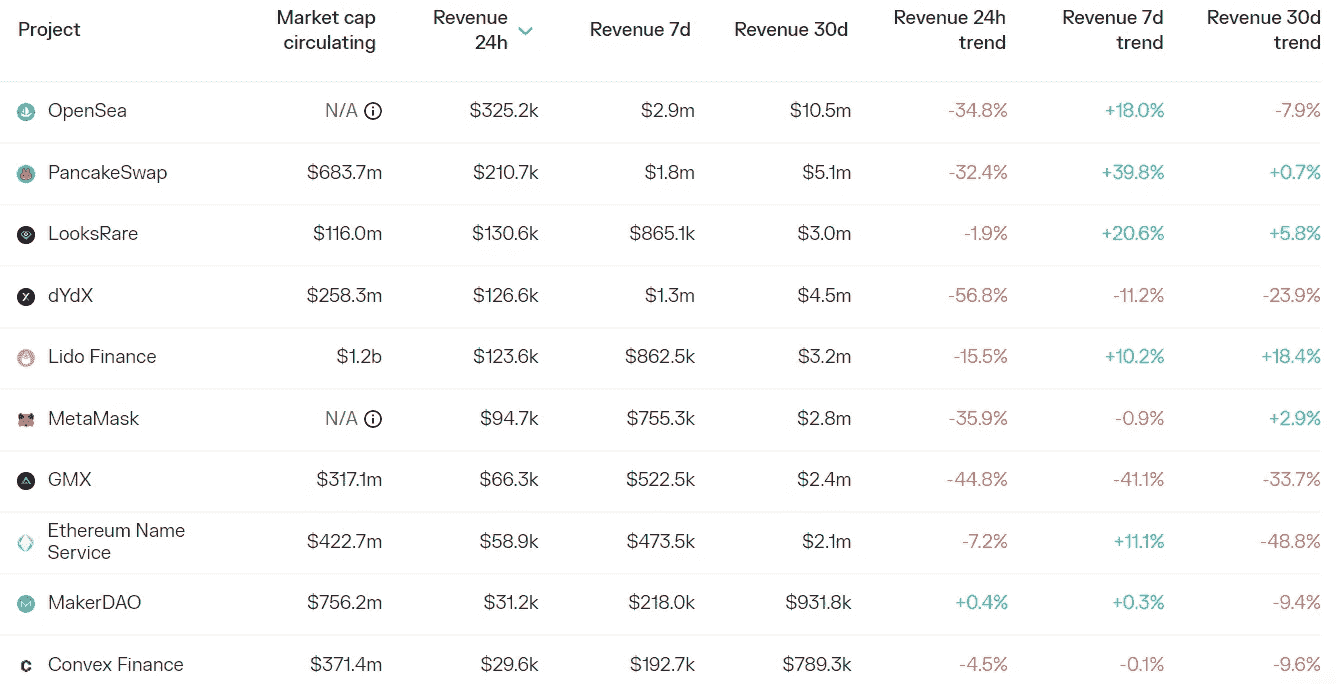 Project Market cap circulating Revenue 24h Revenue 7d Revenue 30d Revenue 24h trend Revenue 7d trend Revenue 30d trend
OpenSea N/A $325.2k $2.9m $10.5m -34.8% +18.0% -7.9%
PancakeSwap $683.7m $210.7k $1.8m $5.1m -32.4% +39.8% +0.7%
LooksRare $116.0m $130.6k $865.1k $3.0m -1.9% +20.6% +5.8%
dYdX $258.3m $126.6k $1.3m $4.5m -56.8% -11.2% -23.9%
Lido Finance $1.2b $123.6k $862.5k $3.2m -15.5% +10.2% +18.4%
MetaMask N/A $94.7k $755.3k $2.8m -35.9% -0.9% +2.9%
GMX $317.1m $66.3k $522.5k $2.4m -44.8% -41.1% -33.7%
Ethereum Name Service $422.7m $58.9k $473.5k $2.1m -7.2% +11.1% -48.8%
MakerDAO $756.2m $31.2k $218.0k $931.8k +0.4% +0.3% -9.4%
Convex Finance $371.4m $29.6k $192.7k $789.3k -4.5% -0.1% -9.6%